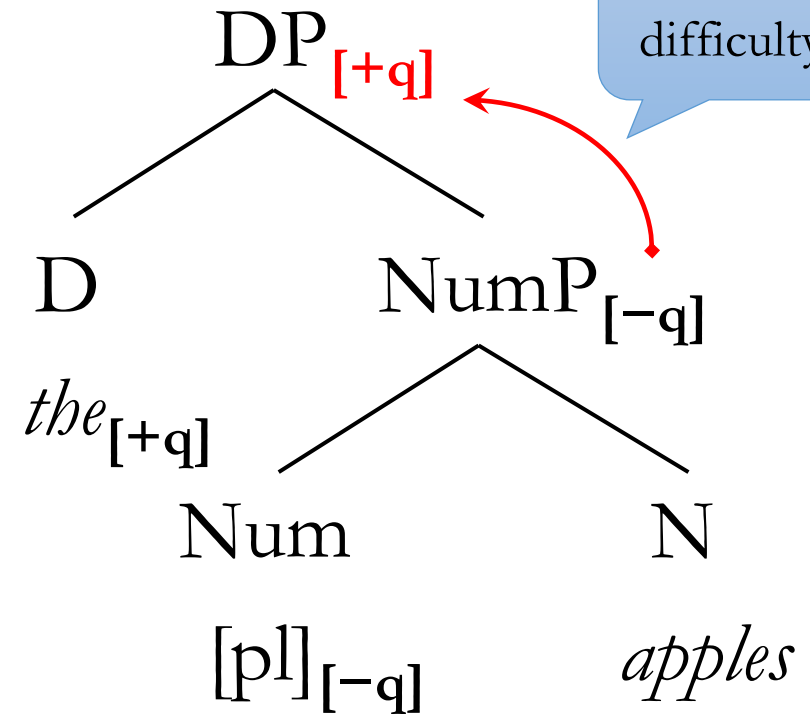 difficulty
DP[+q]
D NumP[−q]
the[+q]
Num N
[pl][−q] apples